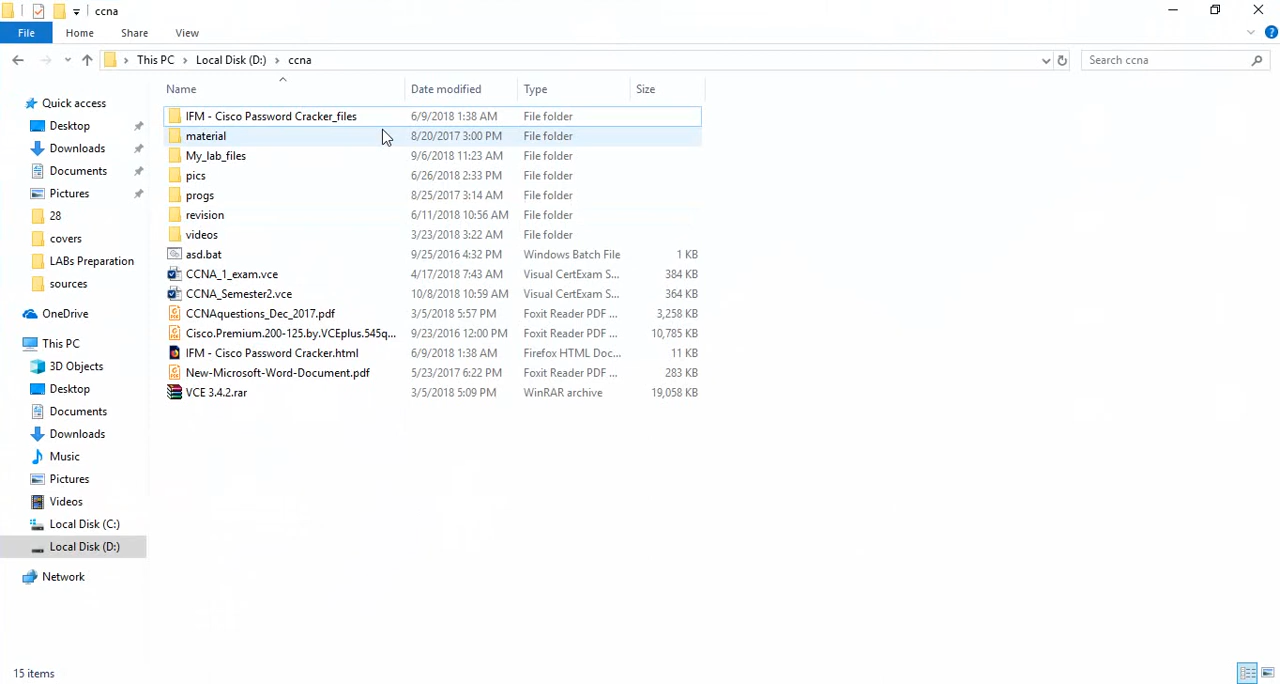 ccna
File Home Share View
This PC Local Disk (D:) ccna Search ccna
Name Date modified Type Size
Quick access
Desktop
Downloads
Documents
Pictures
28
covers
LABs Preparation
sources
OneDrive
This PC
3D Objects
Desktop
Documents
Downloads
Music
Pictures
Videos
Local Disk (C:)
Local Disk (D:)
Network
IFM - Cisco Password Cracker_files 6/9/2018 1:38 AM File folder
material 8/20/2017 3:00 PM File folder
My_lab_files 9/6/2018 11:23 AM File folder
pics 6/26/2018 2:33 PM File folder
progs 8/25/2017 3:14 AM File folder
revision 6/11/2018 10:56 AM File folder
videos 3/23/2018 3:22 AM File folder
asd.bat 9/25/2016 4:32 PM Windows Batch File 1 KB
CCNA_1_exam.vce 4/17/2018 7:43 AM Visual CertExam S... 384 KB
CCNA_Semester2.vce 10/8/2018 10:59 AM Visual CertExam S... 364 KB
CCNAquestions_Dec_2017.pdf 3/5/2018 5:57 PM Foxit Reader PDF ... 3,258 KB
Cisco.Premium.200-125.by.VCEplus.545q... 9/23/2016 12:00 PM Foxit Reader PDF ... 10,785 KB
IFM - Cisco Password Cracker.html 6/9/2018 1:38 AM Firefox HTML Doc... 11 KB
New-Microsoft-Word-Document.pdf 5/23/2017 6:22 PM Foxit Reader PDF ... 283 KB
VCE 3.4.2.rar 3/5/2018 5:09 PM WinRAR archive 19,058 KB
15 items